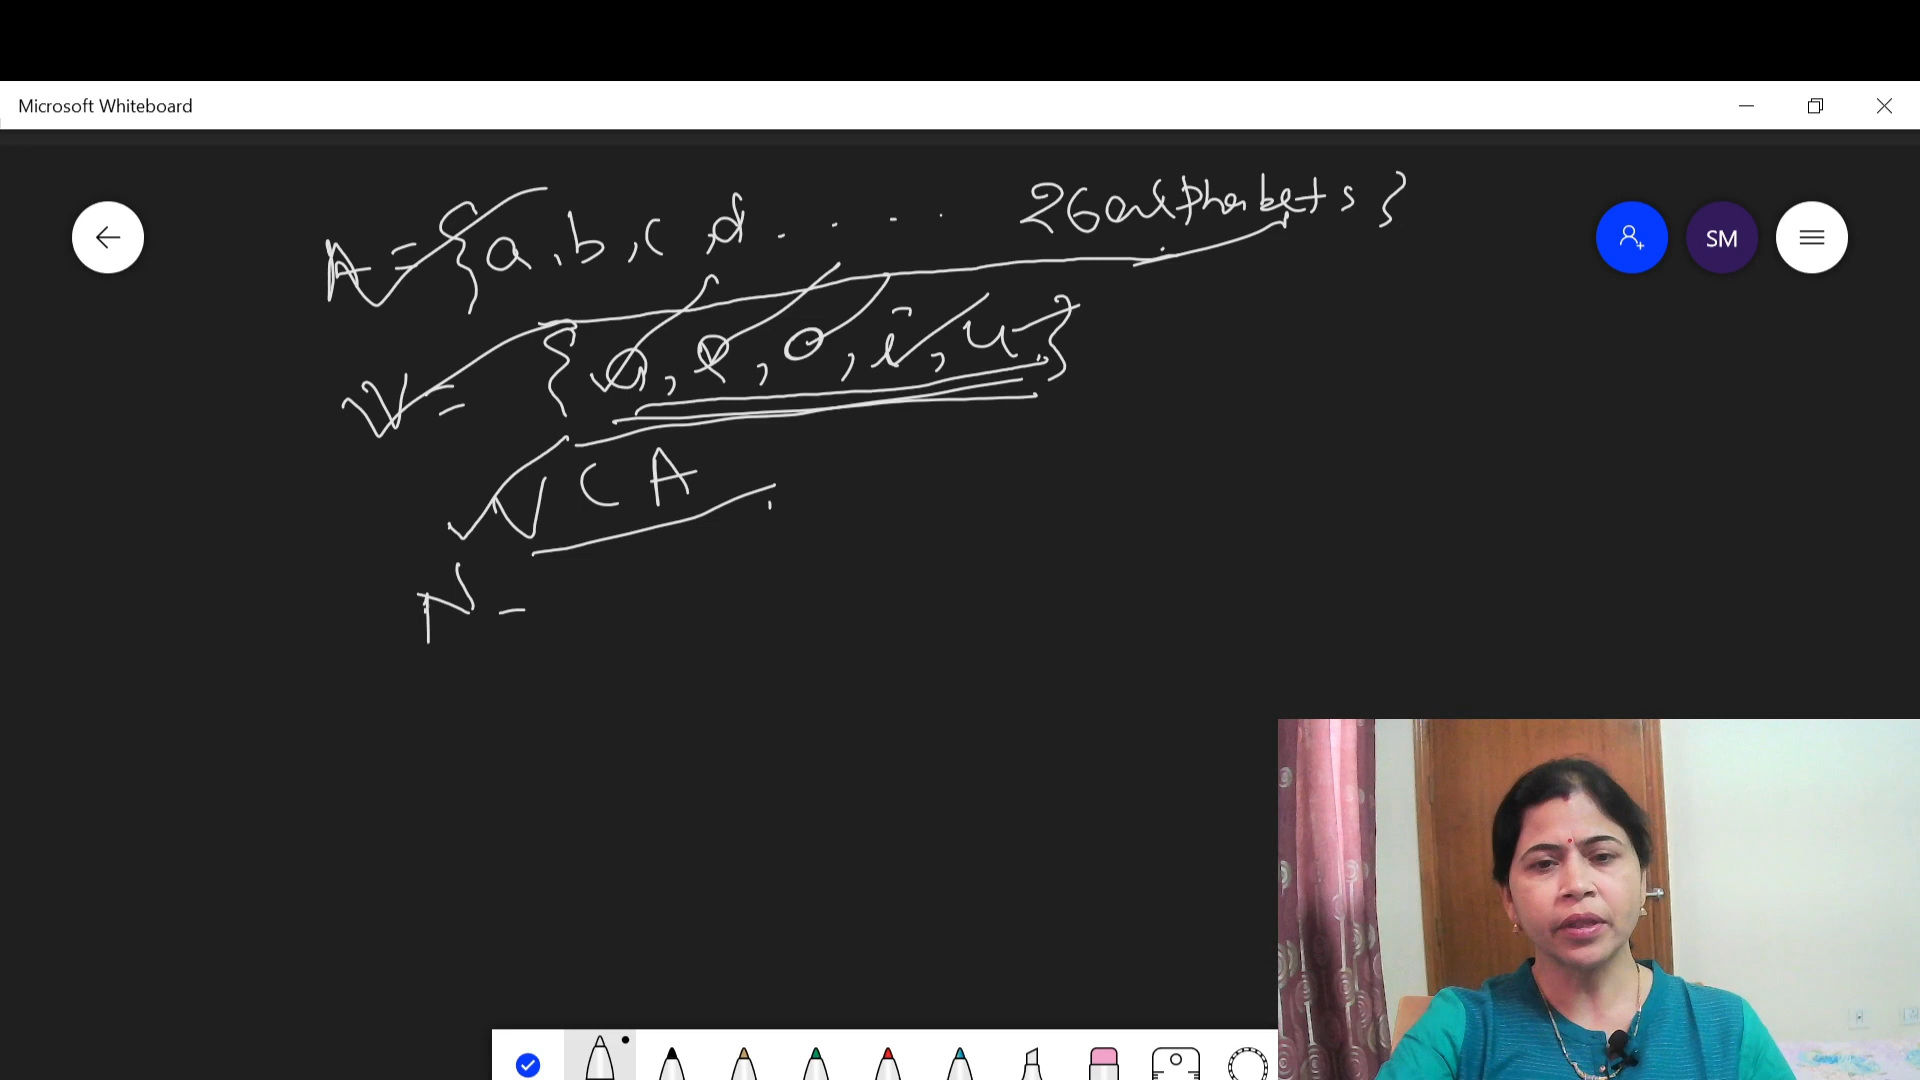 Microsoft Whiteboard
A = { a, b, c, d . . . . 26 alphabets }
SM
V = { a, e, o, i, u }
V ⊂ A
N =